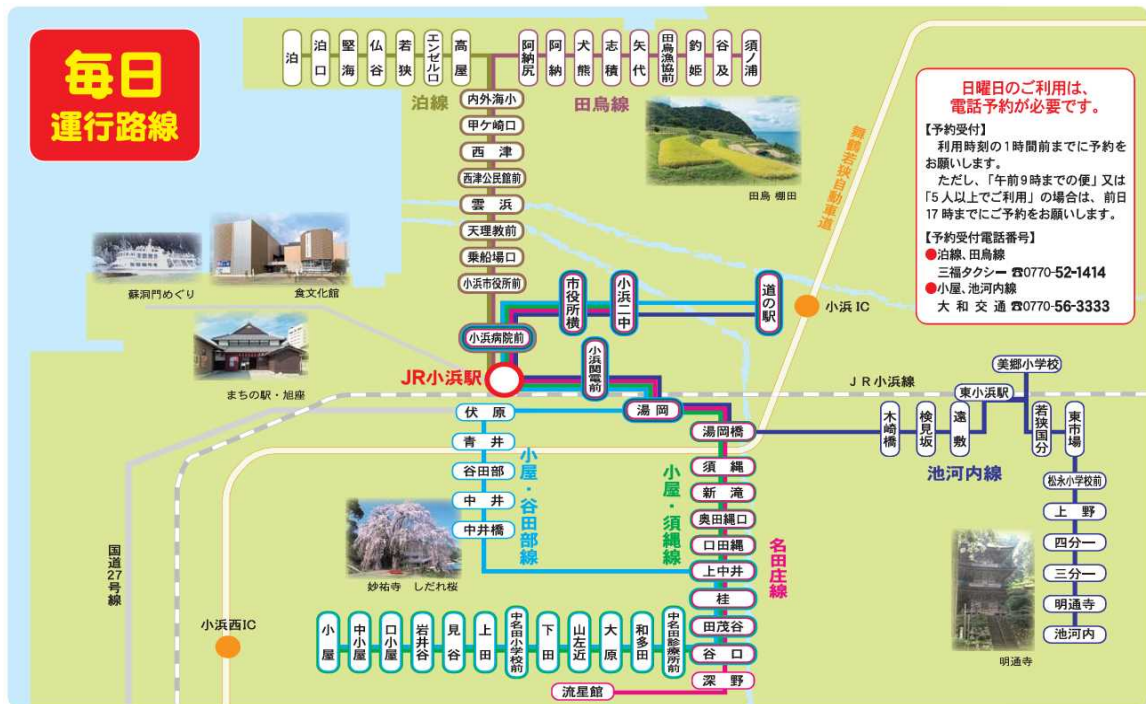 毎日
運行路線
泊
泊口
堅海
仏谷
若狭
エンゼル口
高屋
泊線
阿納尻
阿納
犬熊
志積
矢代
田烏漁協前
釣姫
谷及
須ノ浦
田烏線
内外海小
甲ケ崎口
西津
西津公民館前
雲浜
天理教前
乗船場口
小浜市役所前
小浜病院前
JR小浜駅
田烏 棚田
舞鶴若狭自動車道
日曜日のご利用は、
電話予約が必要です。
【予約受付】
利用時刻の1時間前までに予約を
お願いします。
ただし、「午前9時までの便」又は
「5人以上でご利用」の場合は、前日
17時までにご予約をお願いします。
【予約受付電話番号】
●泊線、田烏線
三福タクシー ☎0770-52-1414
●小屋、池河内線
大和交通 ☎0770-56-3333
蘇洞門めぐり
食文化館
まちの駅・旭座
市役所横
小浜二中
道の駅
小浜IC
小浜関電前
湯岡
JR小浜線
湯岡橋
木崎橋
検見坂
遠敷
東小浜駅
美郷小学校
若狭国分
東市場
池河内線
松永小学校前
上野
四分一
三分一
明通寺
池河内
明通寺
伏原
青井
谷田部
中井
中井橋
小屋・谷田部線
小屋・須縄線
須縄
新滝
奥田縄口
口田縄
上中井
桂
田茂谷
谷口
深野
名田庄線
流星館
妙祐寺 しだれ桜
国道27号線
小浜西IC
小屋
中小屋
口小屋
岩井谷
見谷
上田
中名田小学校前
下田
山左近
大原
和多田
中名田診療所前